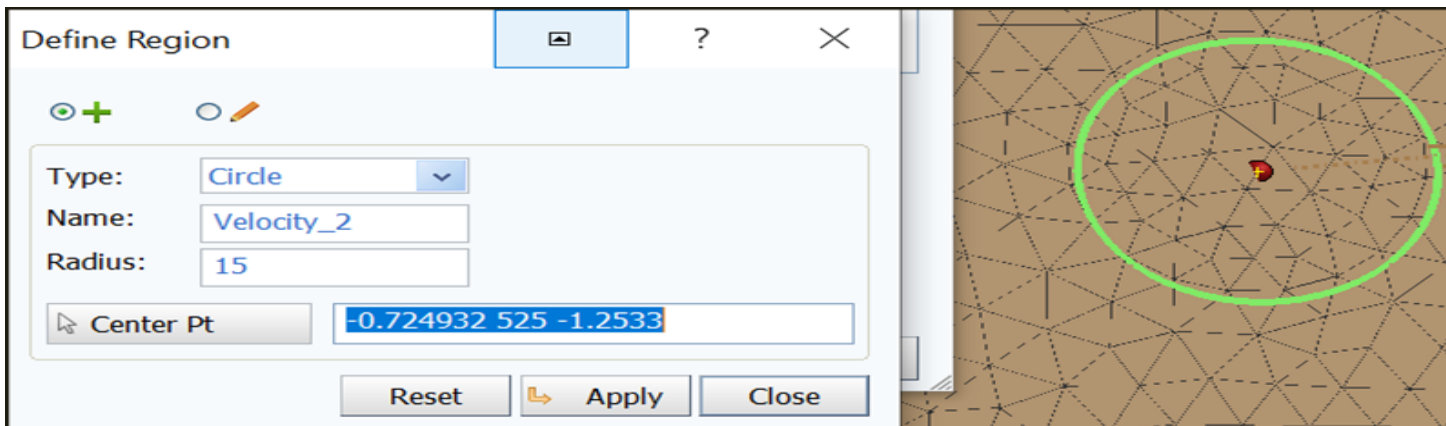 Define Region ?
Type: Circle
Name: Velocity_2
Radius: 15
Center Pt -0.724932 525 -1.2533
Reset Apply Close